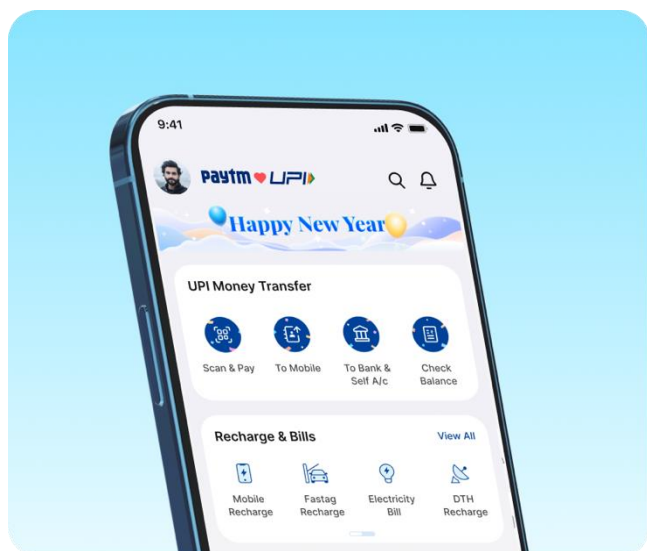 9:41
paytm UPI
Happy New Year
UPI Money Transfer
Scan & Pay
To Mobile
To Bank &
Self A/c
Check
Balance
Recharge & Bills
View All
Mobile
Recharge
Fastag
Recharge
Electricity
Bill
DTH
Recharge